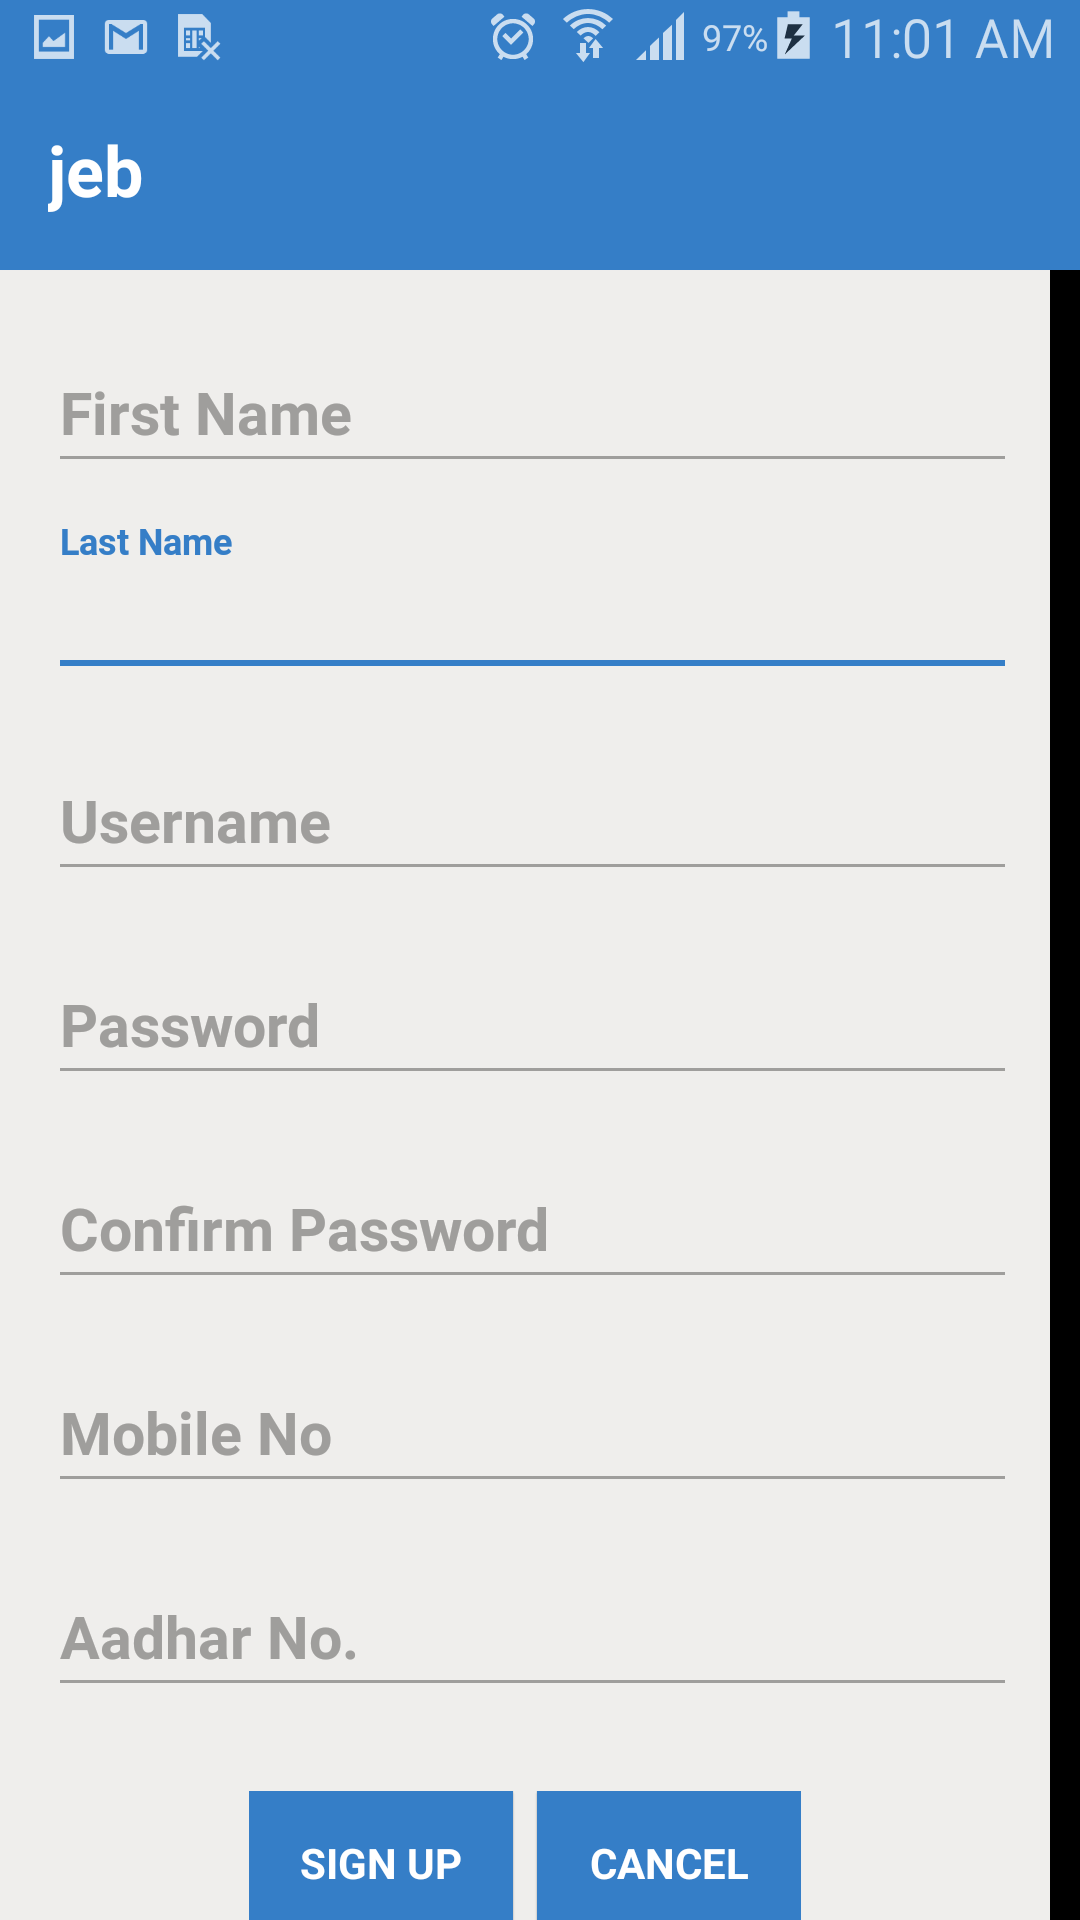 97% 11:01 AM
jeb
First Name
Last Name
Username
Password
Confirm Password
Mobile No
Aadhar No.
SIGN UP CANCEL